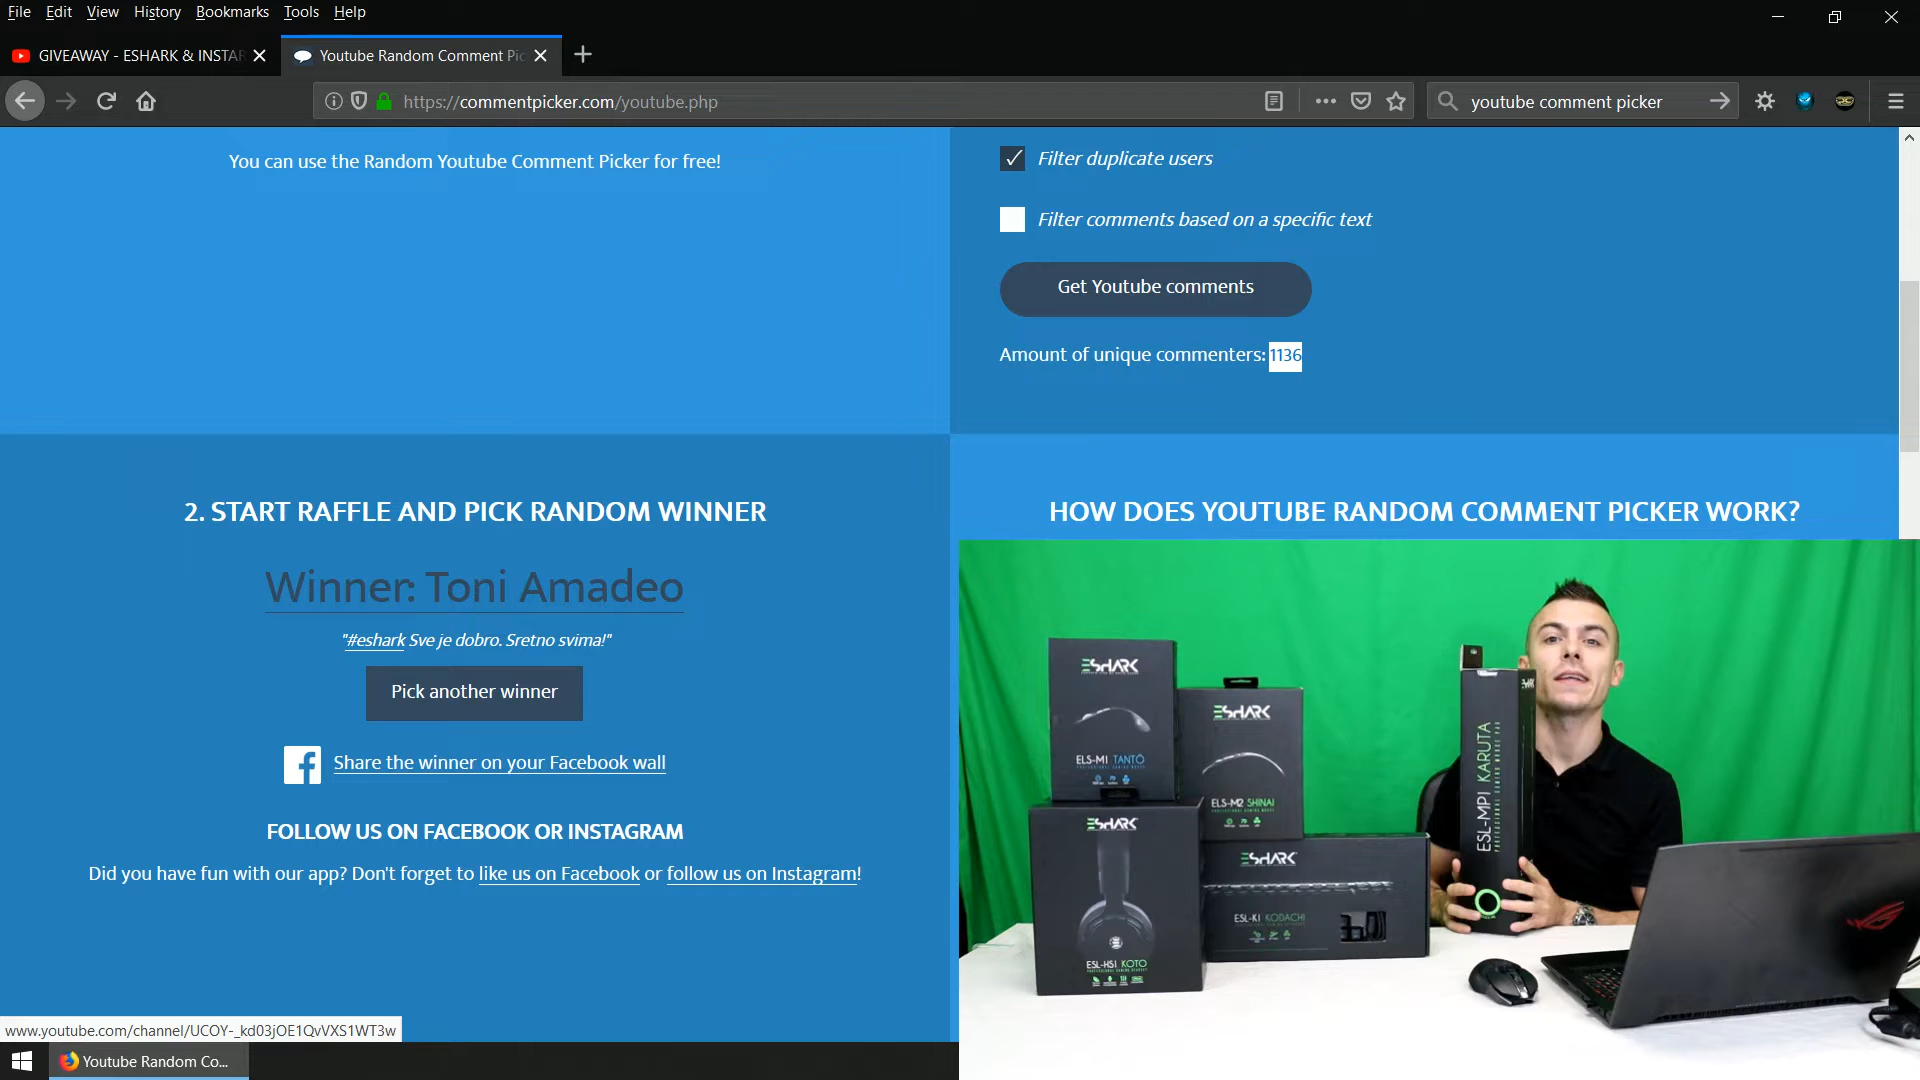 File Edit View History Bookmarks Tools Help
GIVEAWAY - ESHARK & INSTAR
Youtube Random Comment Pic
https://commentpicker.com/youtube.php
youtube comment picker
You can use the Random Youtube Comment Picker for free!
Filter duplicate users
Filter comments based on a specific text
Get Youtube comments
Amount of unique commenters: 1136
2. START RAFFLE AND PICK RANDOM WINNER
Winner: Toni Amadeo
"#eshark Sve je dobro. Sretno svima!"
Pick another winner
Share the winner on your Facebook wall
FOLLOW US ON FACEBOOK OR INSTAGRAM
Did you have fun with our app? Don't forget to like us on Facebook or follow us on Instagram!
HOW DOES YOUTUBE RANDOM COMMENT PICKER WORK?
ESHARK
ELS-M1 TANTŌ
ESHARK
ELS-M2 SHINAI
ESHARK
ESL-HS1 KOTO
ESHARK
ESL-K1 KODACHI
ESL-MP1 KARUTA
www.youtube.com/channel/UCOY-_kd03jOE1QvVXS1WT3w
Youtube Random Co...